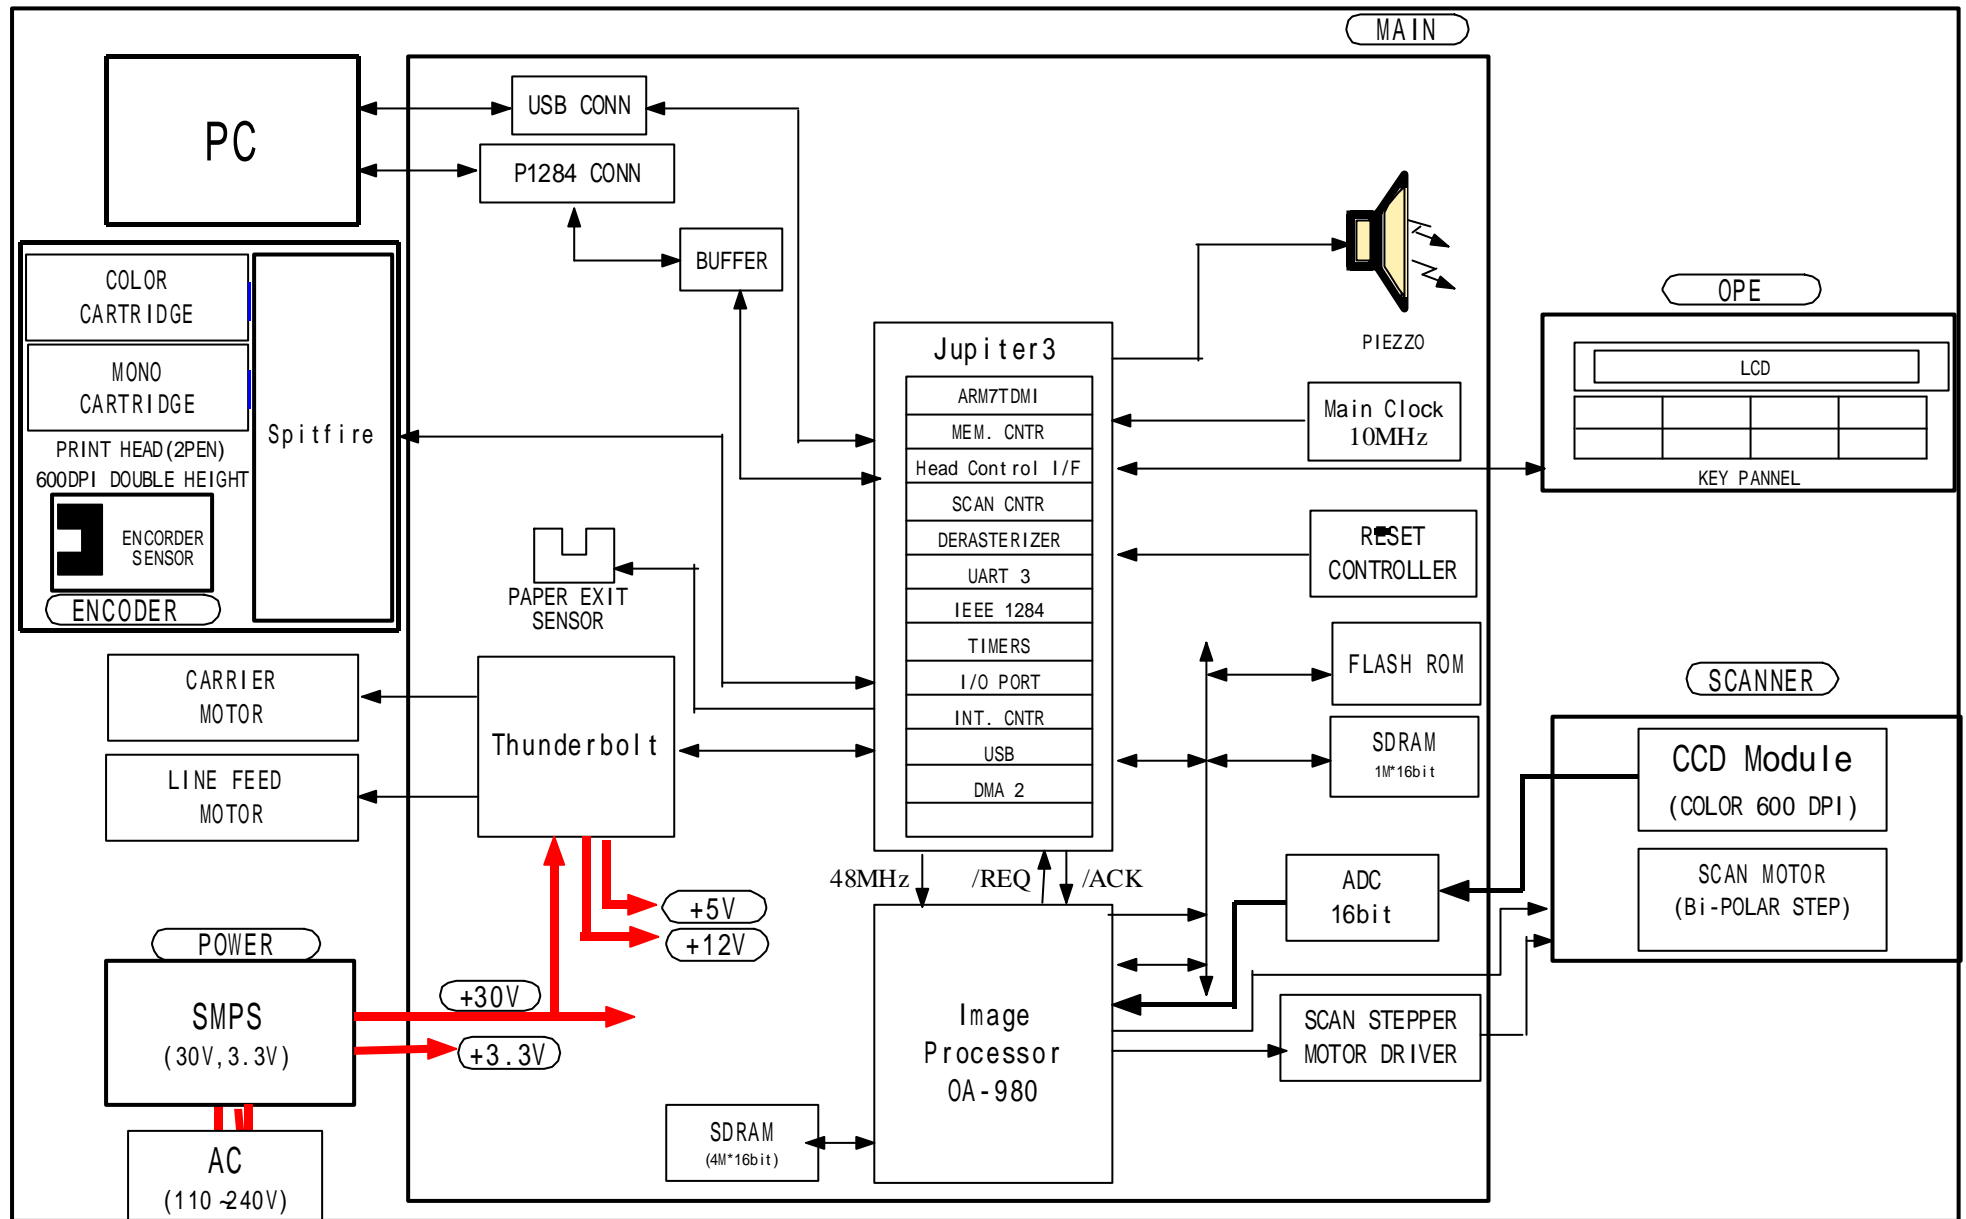 MAIN
PC
USB CONN
P1284 CONN
BUFFER
COLOR
CARTRIDGE
MONO
CARTRIDGE
PRINT HEAD(2PEN)
600DPI DOUBLE HEIGHT
Spitfire
ENCORDER
SENSOR
ENCODER
PAPER EXIT
SENSOR
CARRIER
MOTOR
LINE FEED
MOTOR
Thunderbolt
+5V
+12V
POWER
SMPS
(30V,3.3V)
+30V
+3.3V
AC
(110~240V)
Jupiter3
ARM7TDMI
MEM. CNTR
Head Control I/F
SCAN CNTR
DERASTERIZER
UART 3
IEEE 1284
TIMERS
I/O PORT
INT. CNTR
USB
DMA 2
48MHz
/REQ
/ACK
Image
Processor
OA-980
SDRAM
(4M*16bit)
PIEZZO
Main Clock
10MHz
RESET
CONTROLLER
FLASH ROM
SDRAM
1M*16bit
ADC
16bit
SCAN STEPPER
MOTOR DRIVER
OPE
LCD
KEY PANNEL
SCANNER
CCD Module
(COLOR 600 DPI)
SCAN MOTOR
(Bi-POLAR STEP)